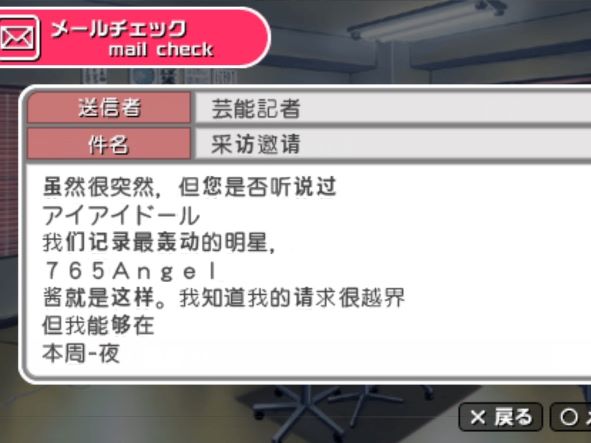 メールチェック
mail check
送信者 芸能記者
件名 采访邀请
虽然很突然，但您是否听说过
アイアイドール
我们记录最轰动的明星，
７６５Ａｎｇｅｌ
酱就是这样。我知道我的请求很越界
但我能够在
本周-夜
× 戻る ○